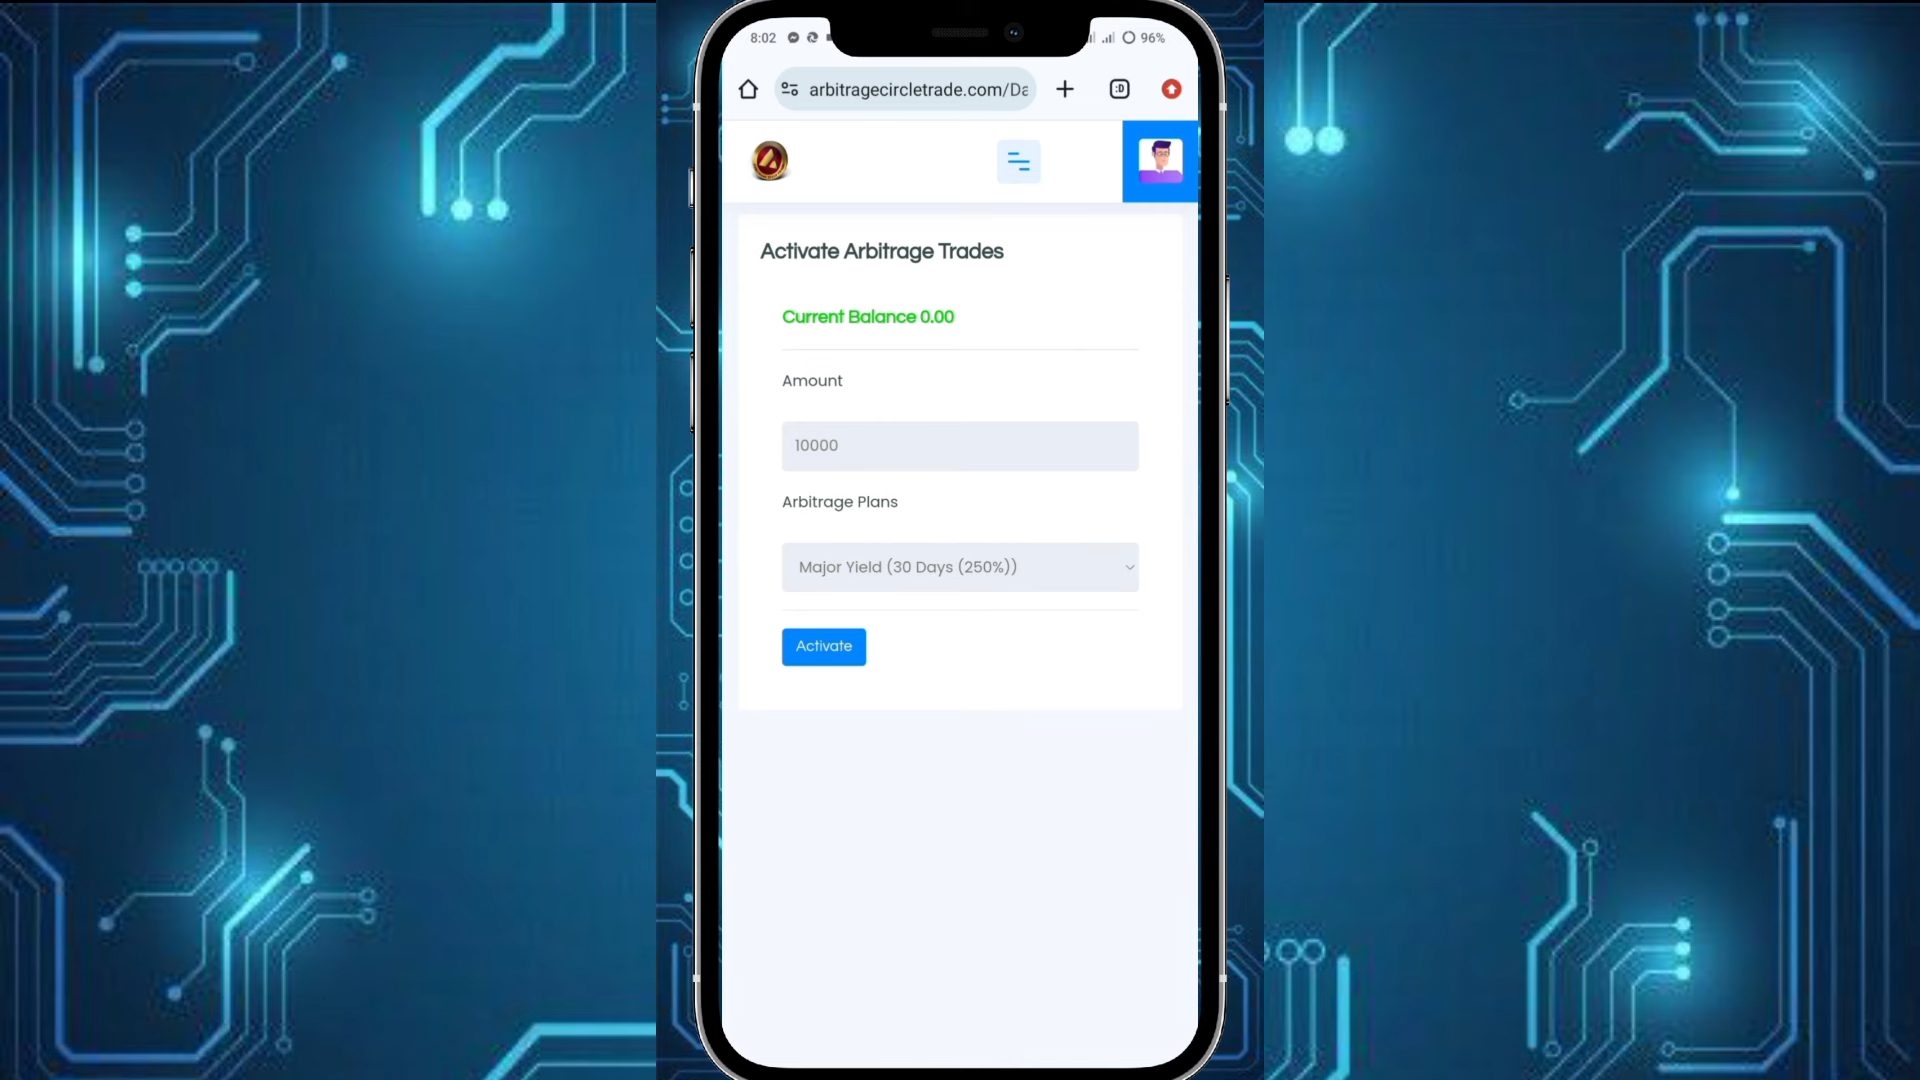 8:02
96%
arbitragecircletrade.com/Da
:D
Activate Arbitrage Trades
Current Balance 0.00
Amount
10000
Arbitrage Plans
Major Yield (30 Days (250%))
Activate